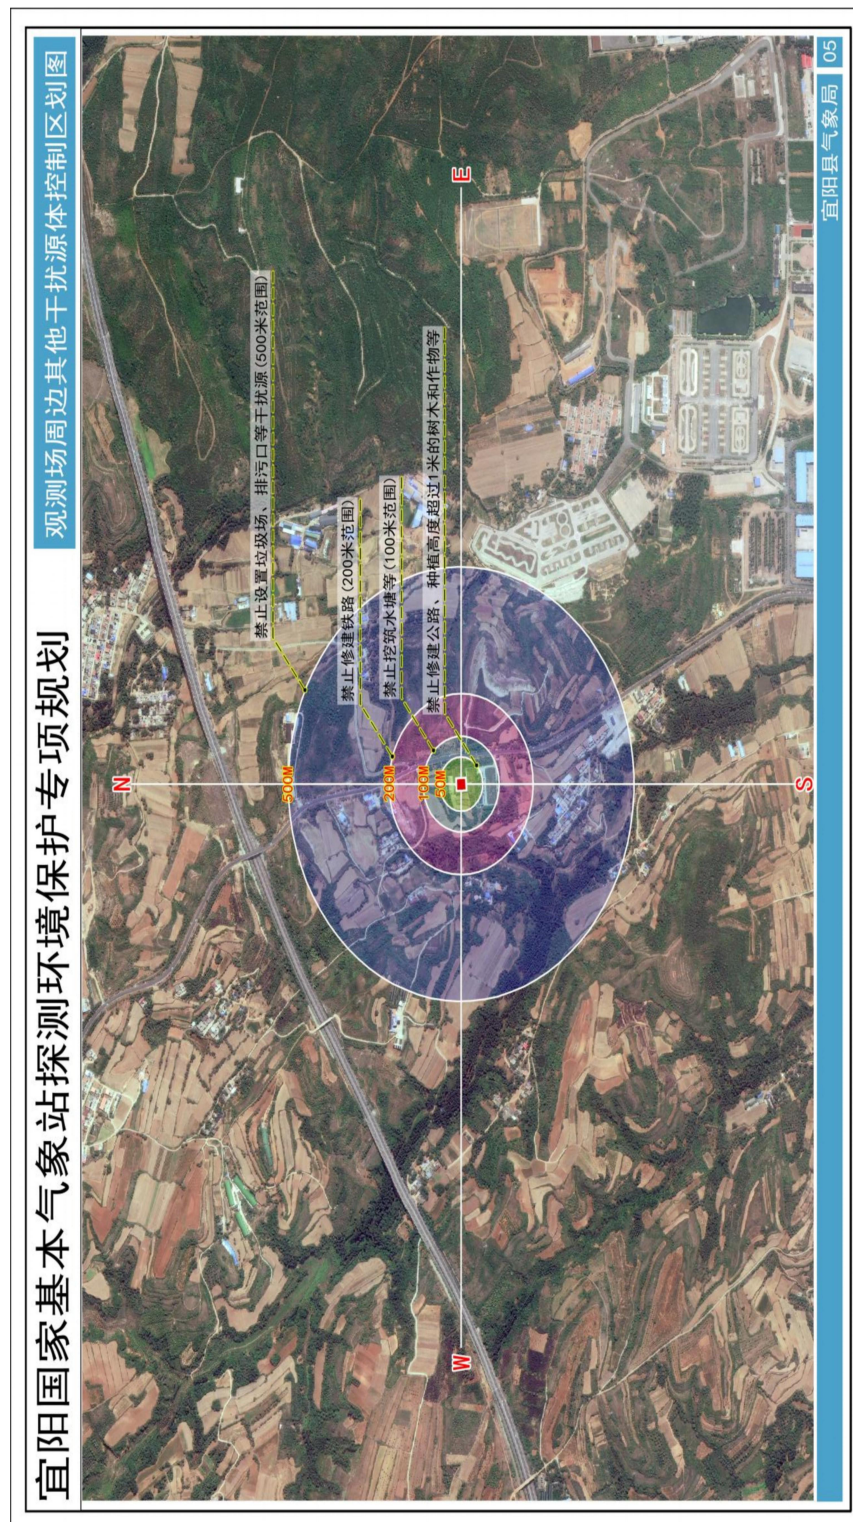 宜阳国家基本气象站探测环境保护专项规划
观测场周边其他干扰源体控制区划图
N
禁止设置垃圾场、排污口等干扰源(500米范围)
500M
禁止修建铁路(200米范围)
200M
禁止挖筑水塘等(100米范围)
100M
禁止修建公路、种植高度超过1米的树木和作物等
50M
W
E
S
宜阳县气象局
05